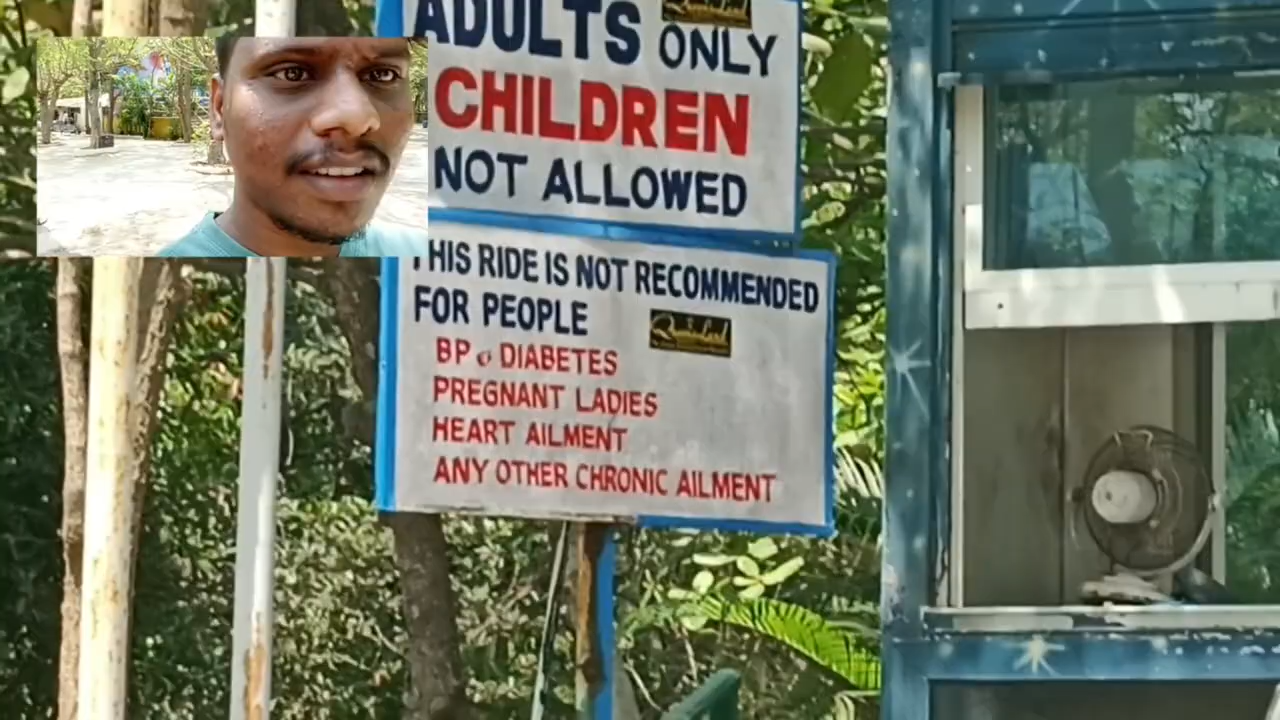 ADULTS ONLY
CHILDREN
NOT ALLOWED
THIS RIDE IS NOT RECOMMENDED
FOR PEOPLE
BP DIABETES
PREGNANT LADIES
HEART AILMENT
ANY OTHER CHRONIC AILMENT